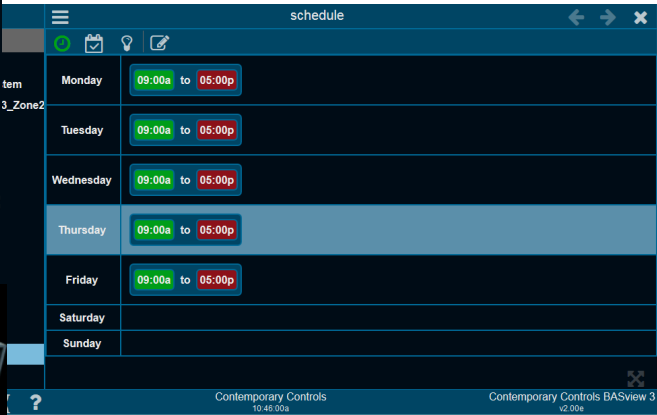 schedule
tem
3_Zone2
Monday 09:00a to 05:00p
Tuesday 09:00a to 05:00p
Wednesday 09:00a to 05:00p
Thursday 09:00a to 05:00p
Friday 09:00a to 05:00p
Saturday
Sunday
? Contemporary Controls Contemporary Controls BASview 3
10:46:00a v2.00e